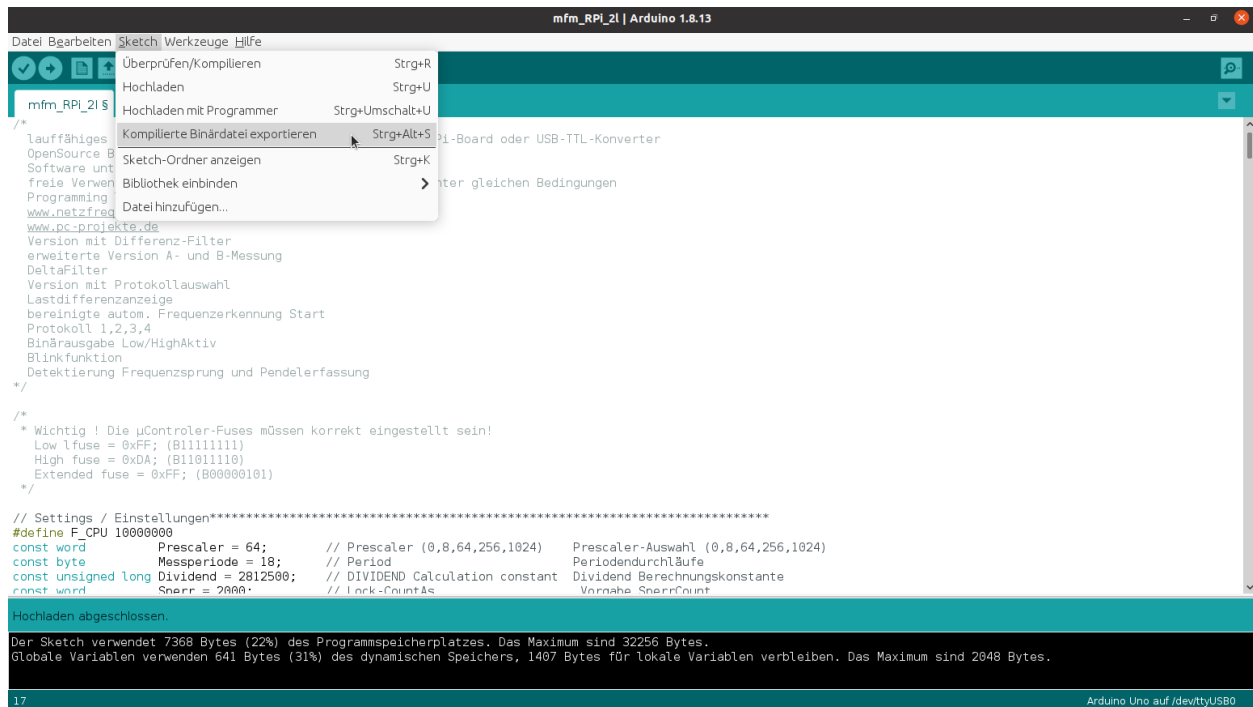 mfm_RPi_2l | Arduino 1.8.13
Datei Bearbeiten Sketch Werkzeuge Hilfe
Überprüfen/Kompilieren Strg+R
Hochladen Strg+U
Hochladen mit Programmer Strg+Umschalt+U
Kompilierte Binärdatei exportieren Strg+Alt+S
Sketch-Ordner anzeigen Strg+K
Bibliothek einbinden
Datei hinzufügen...
mfm_RPi_2l §
/*
lauffähiges Pi-Board oder USB-TTL-Konverter
OpenSource B
Software unt
freie Verwen nter gleichen Bedingungen
Programming
www.netzfreq
www.pc-projekte.de
Version mit Differenz-Filter
erweiterte Version A- und B-Messung
DeltaFilter
Version mit Protokollauswahl
Lastdifferenzanzeige
bereinigte autom. Frequenzerkennung Start
Protokoll 1,2,3,4
Binärausgabe Low/HighAktiv
Blinkfunktion
Detektierung Frequenzsprung und Pendelerfassung
*/
/*
* Wichtig ! Die µControler-Fuses müssen korrekt eingestellt sein!
Low lfuse = 0xFF; (B11111111)
High fuse = 0xDA; (B11011110)
Extended fuse = 0xFF; (B00000101)
*/
// Settings / Einstellungen*****************************************************************************
#define F_CPU 10000000
const word Prescaler = 64; // Prescaler (0,8,64,256,1024) Prescaler-Auswahl (0,8,64,256,1024)
const byte Messperiode = 18; // Period Periodendurchläufe
const unsigned long Dividend = 2812500; // DIVIDEND Calculation constant Dividend Berechnungskonstante
const word Sperr = 2000; // Lock-CountAs Vorgabe SperrCount
Hochladen abgeschlossen.
Der Sketch verwendet 7368 Bytes (22%) des Programmspeicherplatzes. Das Maximum sind 32256 Bytes.
Globale Variablen verwenden 641 Bytes (31%) des dynamischen Speichers, 1407 Bytes für lokale Variablen verbleiben. Das Maximum sind 2048 Bytes.
17 Arduino Uno auf /dev/ttyUSB0